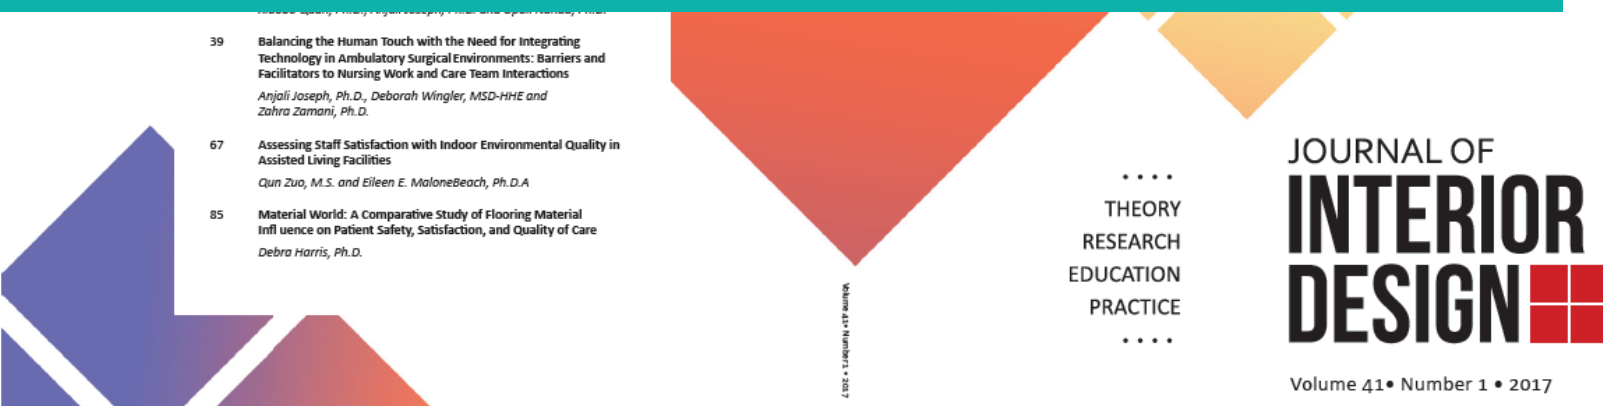 39
Balancing the Human Touch with the Need for Integrating
Technology in Ambulatory Surgical Environments: Barriers and
Facilitators to Nursing Work and Care Team Interactions
Anjali Joseph, Ph.D., Deborah Wingler, MSD-HHE and
Zahra Zamani, Ph.D.
67
Assessing Staff Satisfaction with Indoor Environmental Quality in
Assisted Living Facilities
Qun Zuo, M.S. and Eileen E. MaloneBeach, Ph.D.A
85
Material World: A Comparative Study of Flooring Material
Infl uence on Patient Safety, Satisfaction, and Quality of Care
Debra Harris, Ph.D.
Volume 41• Number 1 • 2017
• • • •
THEORY
RESEARCH
EDUCATION
PRACTICE
• • • •
JOURNAL OF
INTERIOR
DESIGN
Volume 41• Number 1 • 2017